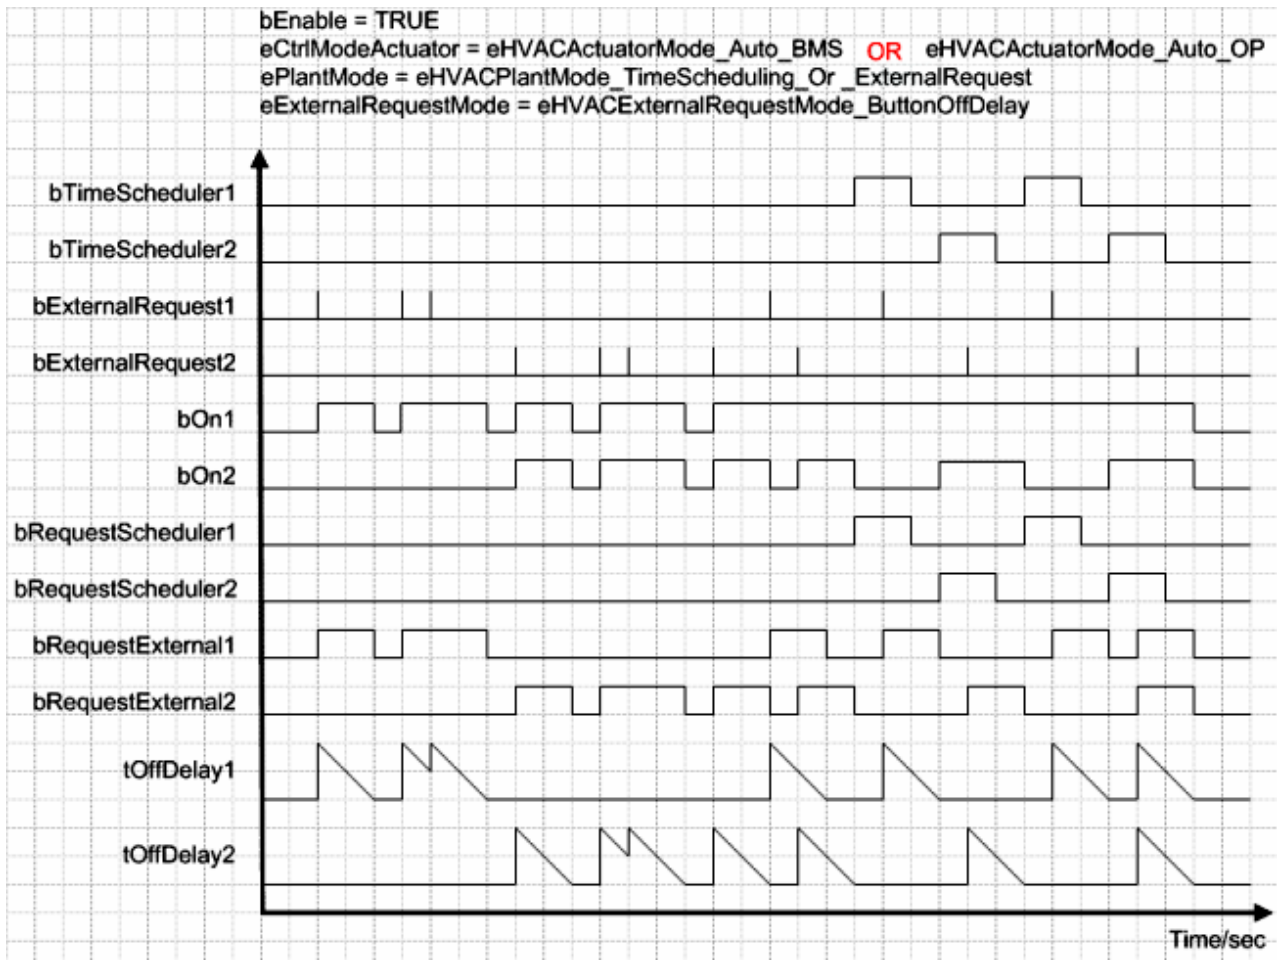 bEnable = TRUE
eCtrlModeActuator = eHVACActuatorMode_Auto_BMS OR eHVACActuatorMode_Auto_OP
ePlantMode = eHVACPlantMode_TimeScheduling_Or _ExternalRequest
eExternalRequestMode = eHVACExternalRequestMode_ButtonOffDelay
bTimeScheduler1
bTimeScheduler2
bExternalRequest1
bExternalRequest2
bOn1
bOn2
bRequestScheduler1
bRequestScheduler2
bRequestExternal1
bRequestExternal2
tOffDelay1
tOffDelay2
Time/sec